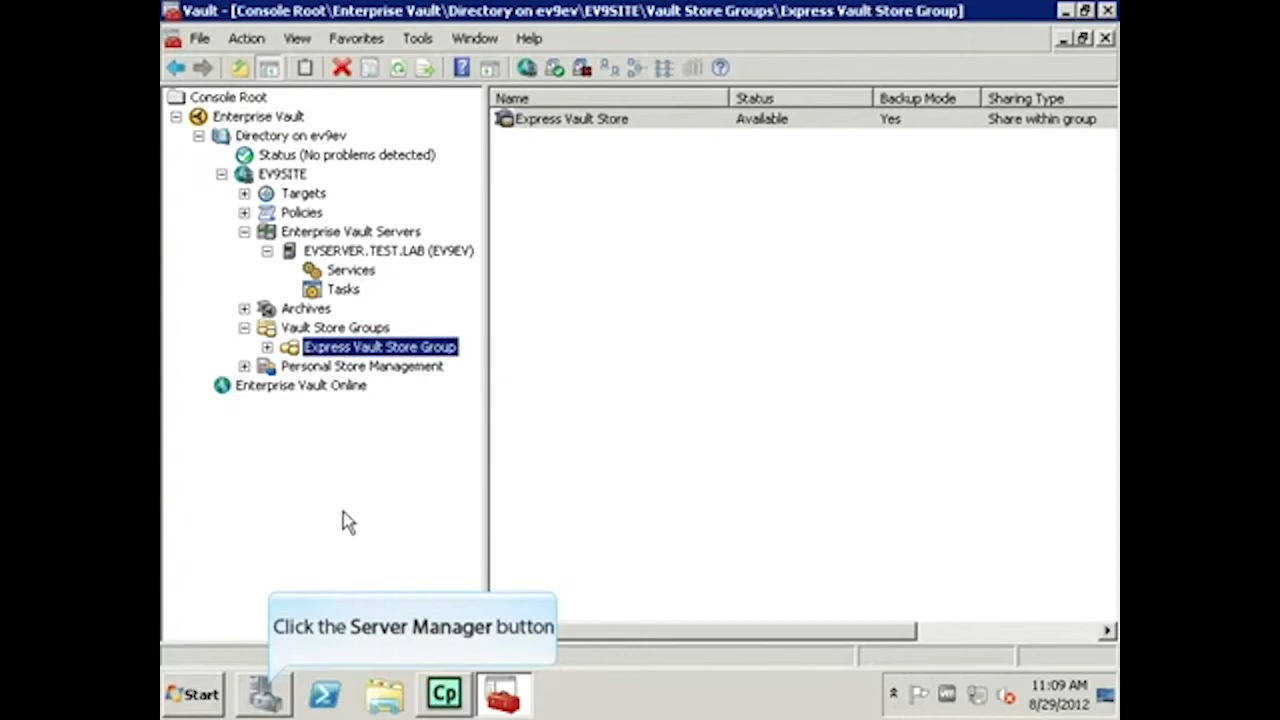 Vault - [Console Root\Enterprise Vault\Directory on ev9ev\EV9SITE\Vault Store Groups\Express Vault Store Group]
File Action View Favorites Tools Window Help
Console Root
Enterprise Vault
Directory on ev9ev
Status (No problems detected)
EV9SITE
Targets
Policies
Enterprise Vault Servers
EVSERVER.TEST.LAB (EV9EV)
Services
Tasks
Archives
Vault Store Groups
Express Vault Store Group
Personal Store Management
Enterprise Vault Online
Name Status Backup Mode Sharing Type
Express Vault Store Available Yes Share within group
Click the Server Manager button
Start
Cp
11:09 AM
8/29/2012